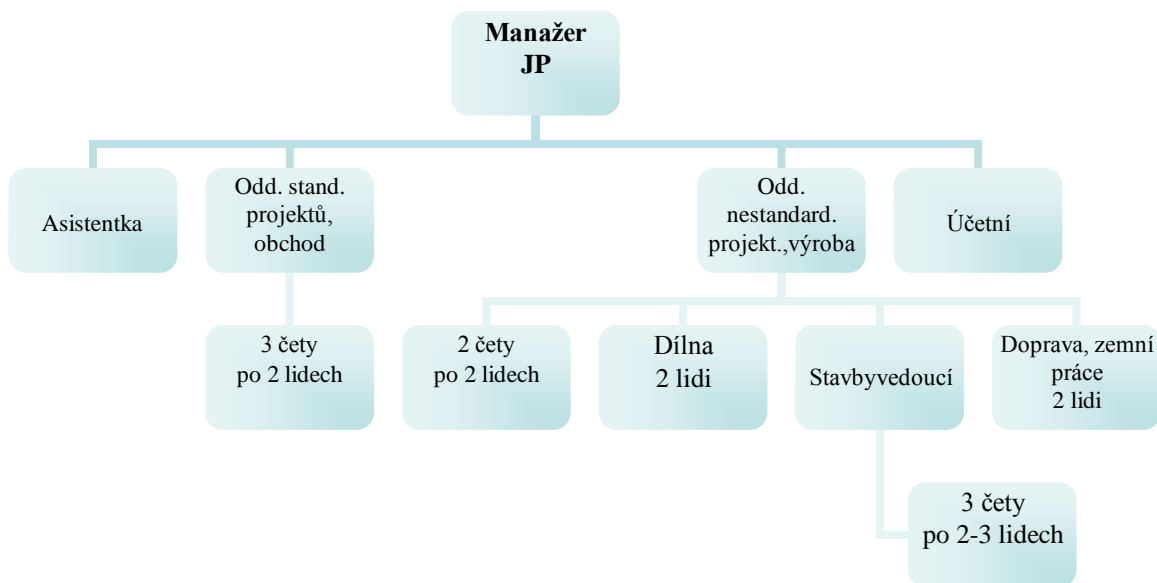 Manažer
JP
Asistentka
Odd. stand.
projektů,
obchod
Odd.
nestandard.
projekt.,výroba
Účetní
3 čety
po 2 lidech
2 čety
po 2 lidech
Dílna
2 lidi
Stavbyvedoucí
Doprava, zemní
práce
2 lidi
3 čety
po 2-3 lidech